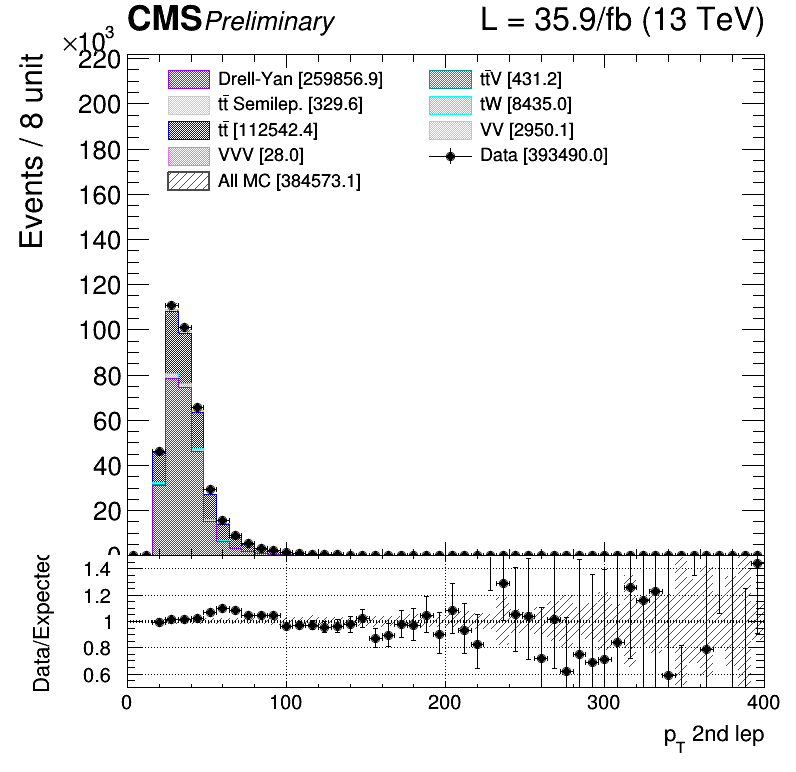 CMS Preliminary L = 35.9/fb (13 TeV)
×10³
Events / 8 unit
220
200
180
160
140
120
100
80
60
40
20
0
Drell-Yan [259856.9]
tt̄ Semilep. [329.6]
tt̄ [112542.4]
VVV [28.0]
All MC [384573.1]
tt̄V [431.2]
tW [8435.0]
VV [2950.1]
Data [393490.0]
Data/Expected
1.4
1.2
1
0.8
0.6
0 100 200 300 400
p_T 2nd lep